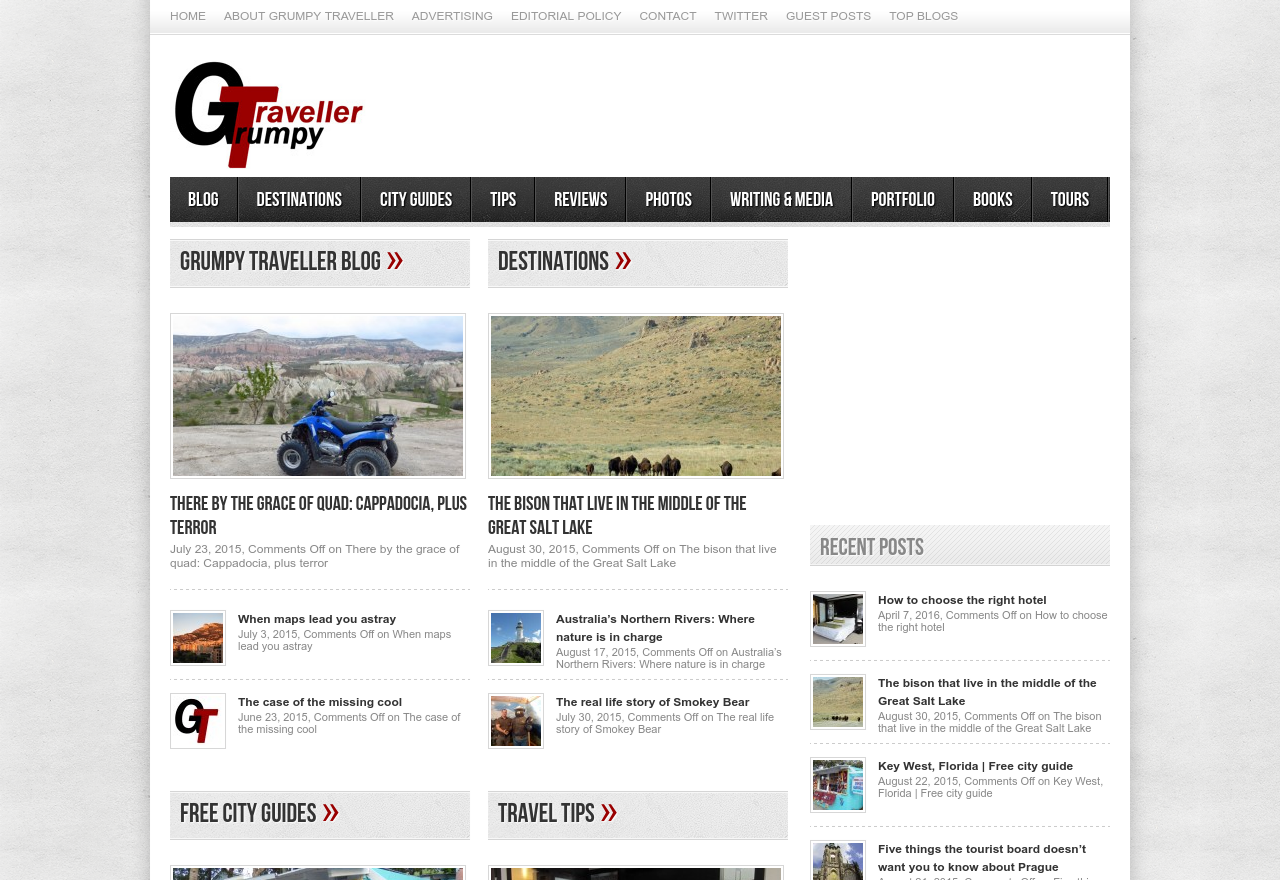 HOME ABOUT GRUMPY TRAVELLER ADVERTISING EDITORIAL POLICY CONTACT TWITTER GUEST POSTS TOP BLOGS
Grumpy Traveller
BLOG DESTINATIONS CITY GUIDES TIPS REVIEWS PHOTOS WRITING & MEDIA PORTFOLIO BOOKS TOURS
GRUMPY TRAVELLER BLOG »
THERE BY THE GRACE OF QUAD: CAPPADOCIA, PLUS
TERROR
July 23, 2015, Comments Off on There by the grace of
quad: Cappadocia, plus terror
When maps lead you astray
July 3, 2015, Comments Off on When maps
lead you astray
GT
The case of the missing cool
June 23, 2015, Comments Off on The case of
the missing cool
DESTINATIONS »
THE BISON THAT LIVE IN THE MIDDLE OF THE
GREAT SALT LAKE
August 30, 2015, Comments Off on The bison that live
in the middle of the Great Salt Lake
Australia’s Northern Rivers: Where
nature is in charge
August 17, 2015, Comments Off on Australia’s
Northern Rivers: Where nature is in charge
The real life story of Smokey Bear
July 30, 2015, Comments Off on The real life
story of Smokey Bear
FREE CITY GUIDES »
TRAVEL TIPS »
RECENT POSTS
How to choose the right hotel
April 7, 2016, Comments Off on How to choose
the right hotel
The bison that live in the middle of the
Great Salt Lake
August 30, 2015, Comments Off on The bison
that live in the middle of the Great Salt Lake
Key West, Florida | Free city guide
August 22, 2015, Comments Off on Key West,
Florida | Free city guide
Five things the tourist board doesn’t
want you to know about Prague